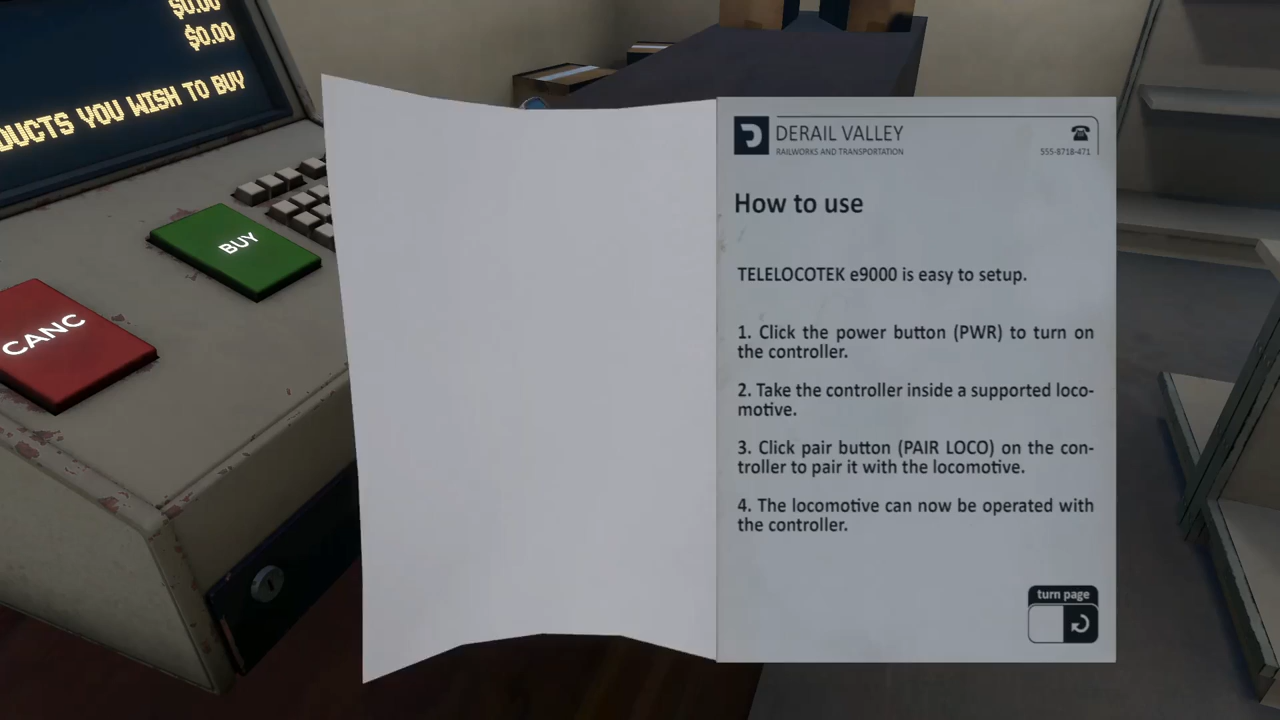 $0.00
$0.00
DUCTS YOU WISH TO BUY
BUY
CANC
DERAIL VALLEY
RAILWORKS AND TRANSPORTATION
555-8718-471
How to use
TELELOCOTEK e9000 is easy to setup.
1. Click the power button (PWR) to turn on
the controller.
2. Take the controller inside a supported loco-
motive.
3. Click pair button (PAIR LOCO) on the con-
troller to pair it with the locomotive.
4. The locomotive can now be operated with
the controller.
turn page